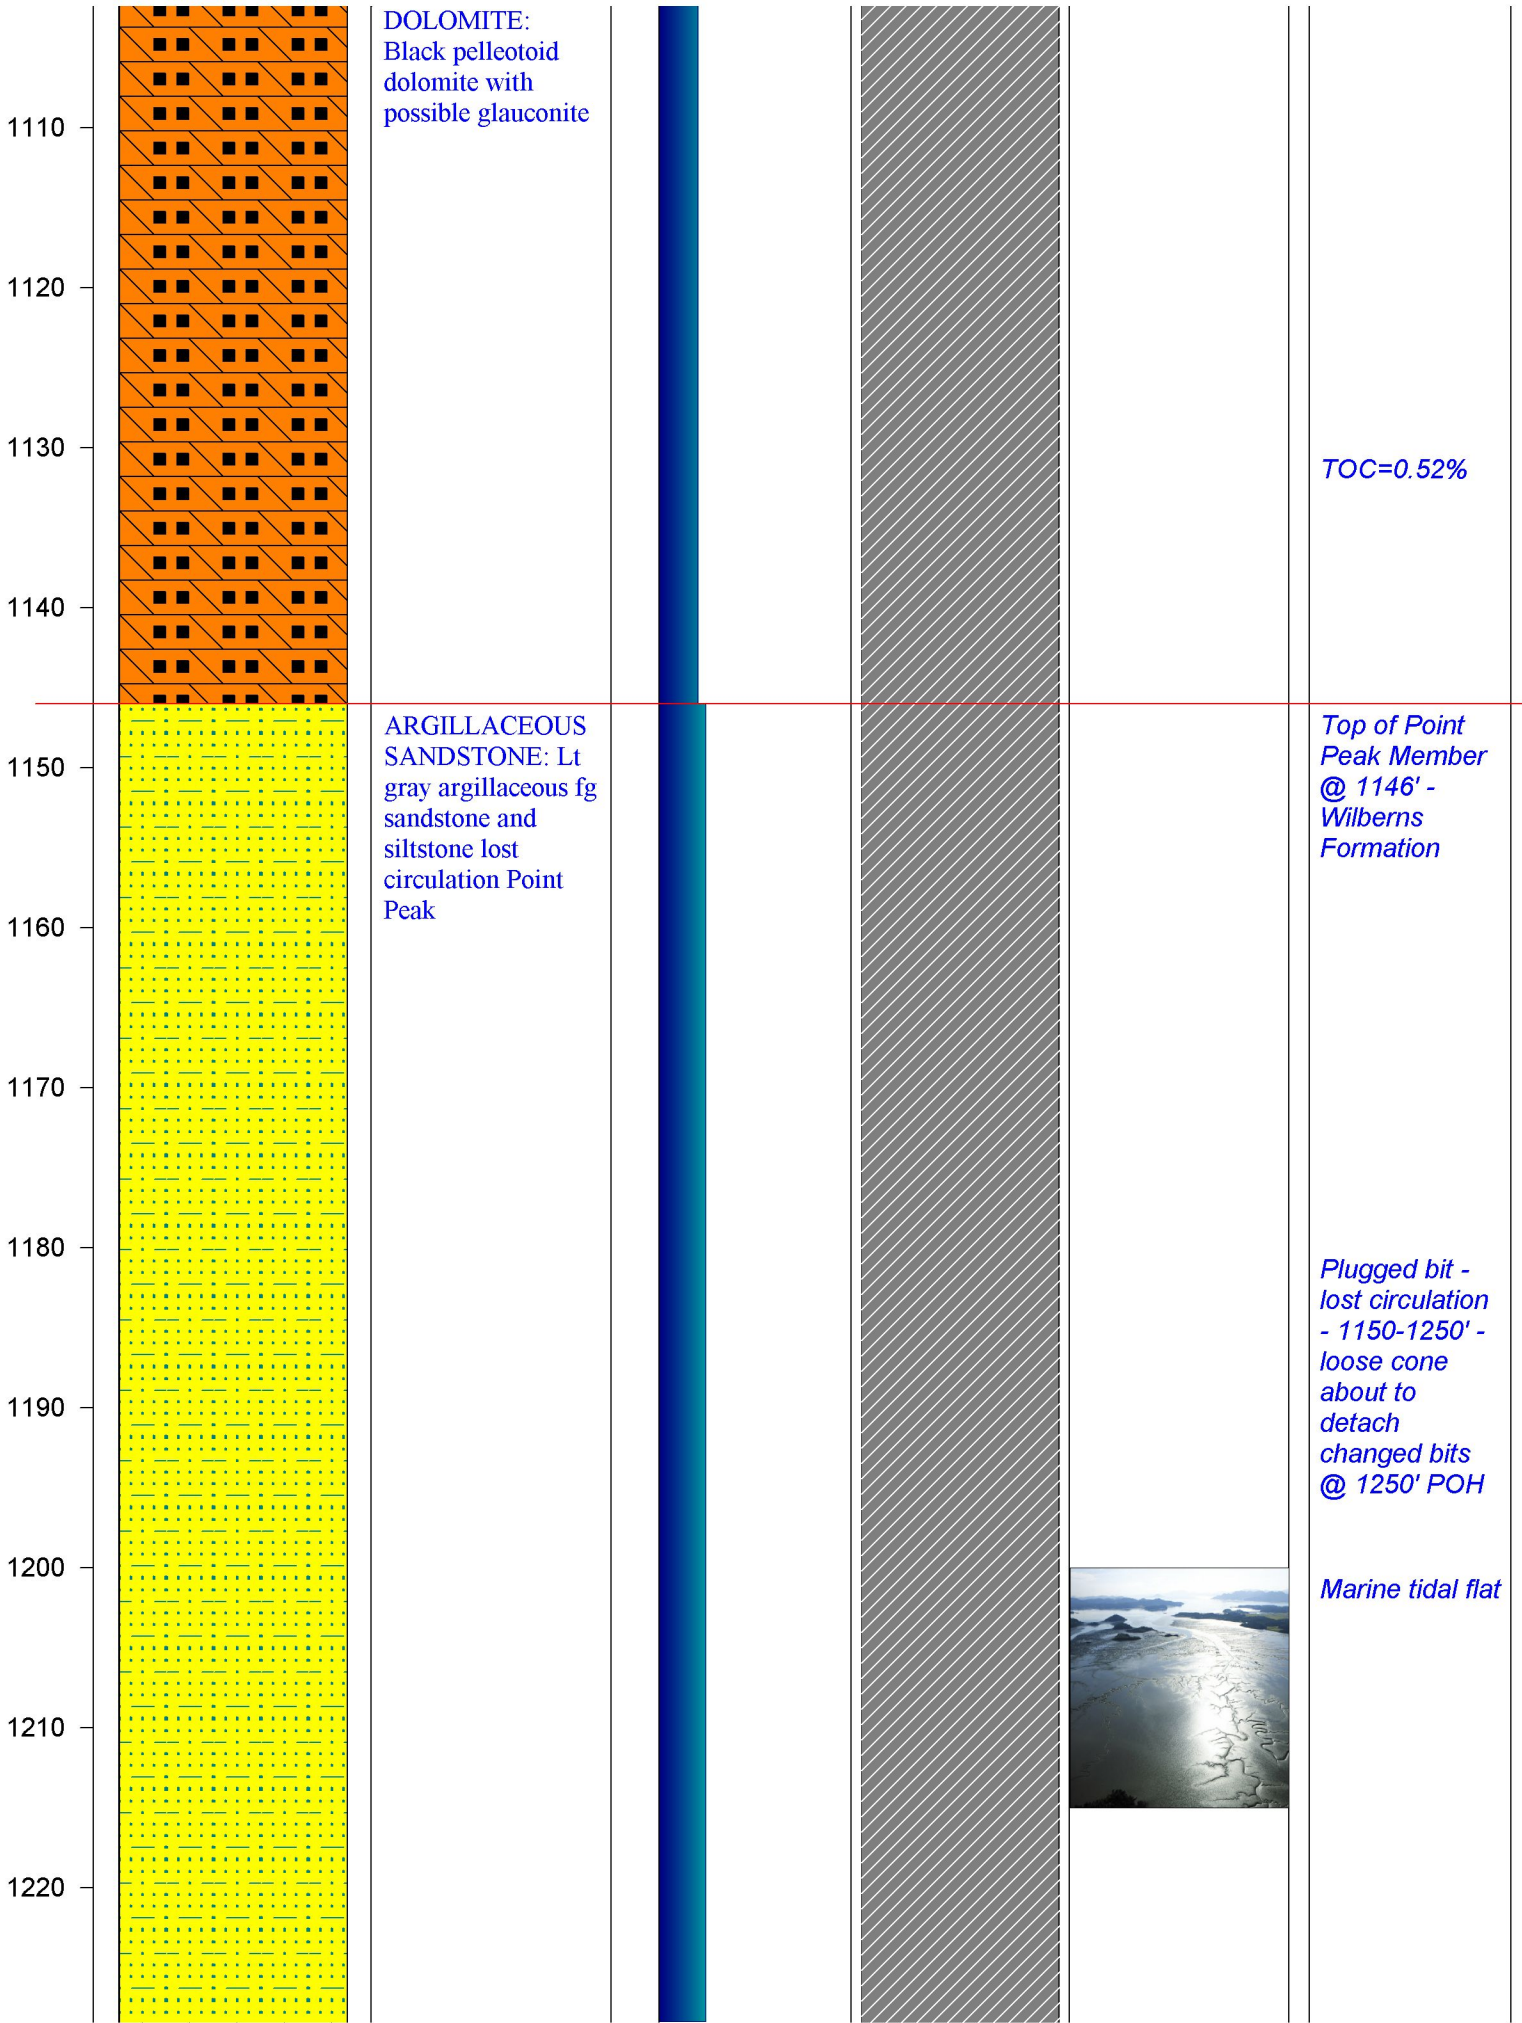 DOLOMITE:
Black pelleotoid
dolomite with
possible glauconite
1110
1120
1130
TOC=0.52%
1140
ARGILLACEOUS
SANDSTONE: Lt
gray argillaceous fg
sandstone and
siltstone lost
circulation Point
Peak
Top of Point
Peak Member
@ 1146' -
Wilberns
Formation
1150
1160
1170
1180
Plugged bit -
lost circulation
- 1150-1250' -
loose cone
about to
detach
changed bits
@ 1250' POH
1190
1200
Marine tidal flat
1210
1220